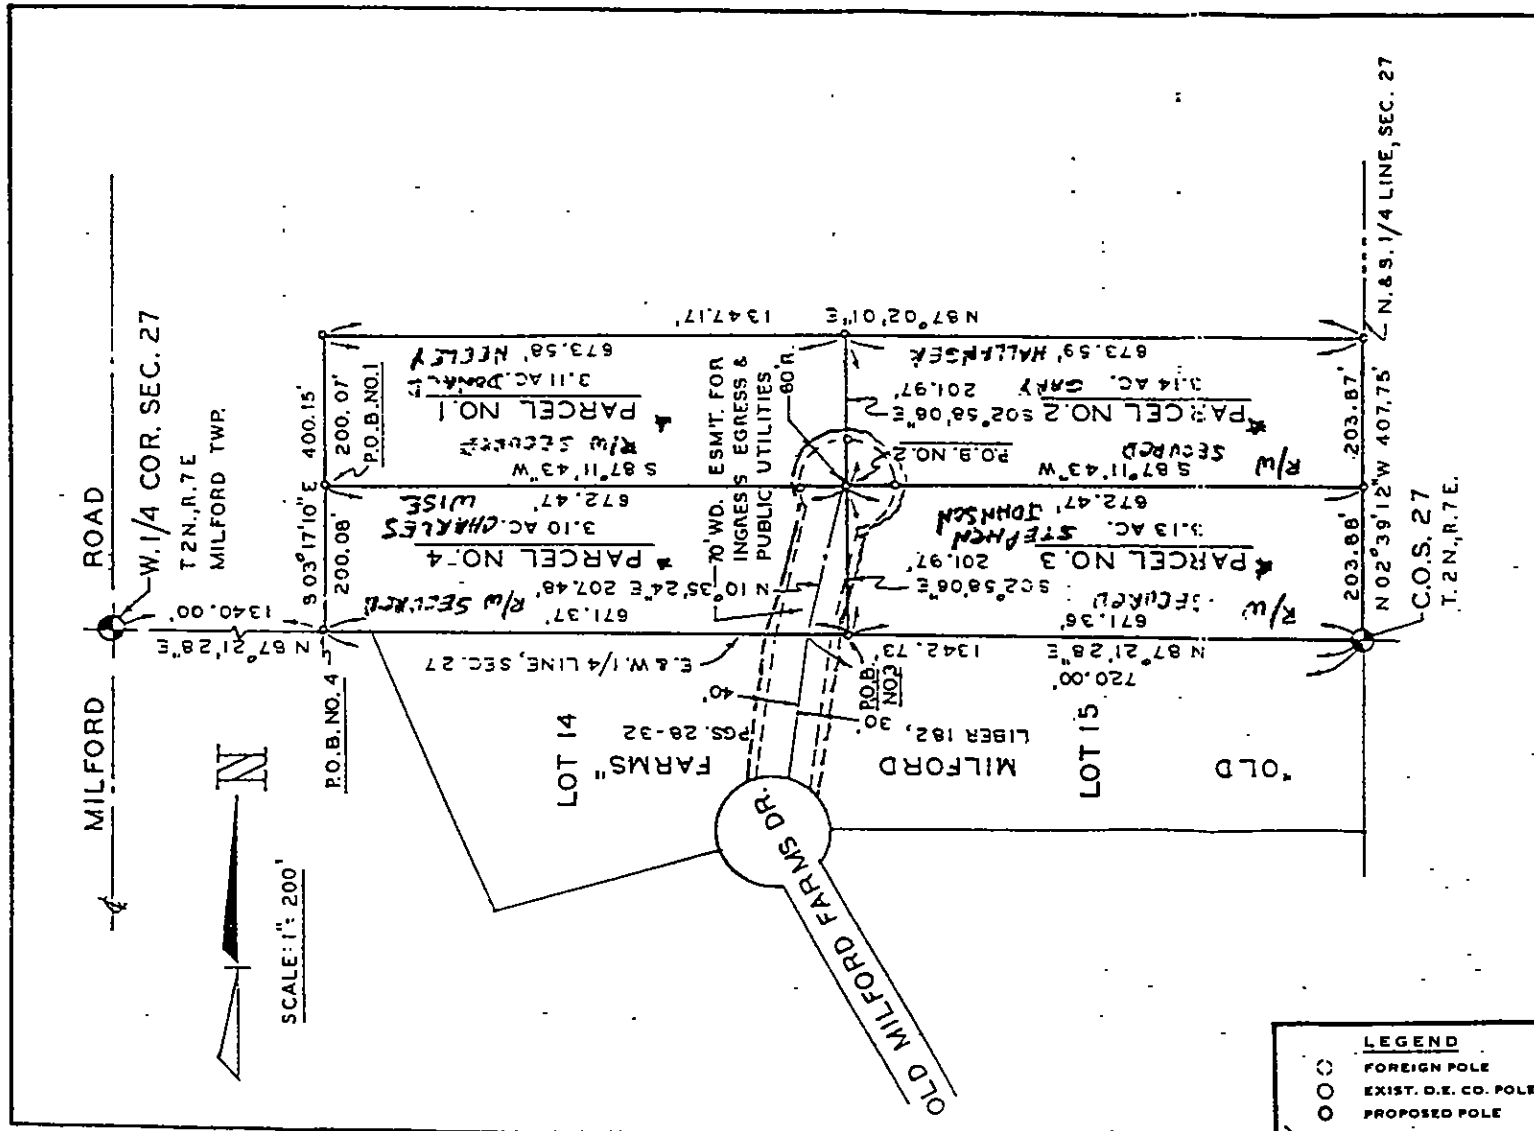 MILFORD ROAD
W. 1/4 COR. SEC. 27
T 2 N., R. 7 E
MILFORD TWP.
1340.00'
N 87°21'28"E
P.O.B. NO. 4
N
SCALE: 1": 200'
S 03°17'10" E 400.15'
200.08'
200.07'
P.O.B. NO. 1
673.58' NEELEY
3.11 AC.
PARCEL NO. 1
R/W SECURED
S 87°11'43" W
672.47' WISE
3.10 AC. CHARLES
PARCEL NO. 4
R/W SECURED
671.37'
N 10°35'24"E 207.48'
70' WD. ESM'T. FOR
INGRESS EGRESS &
PUBLIC UTILITIES
60' R.
N 87°02'01"E 1347.17'
673.59' HALLINGER
3.14 AC. GARY
201.97'
PARCEL NO. 2
S02°58'06"E
P.O.B. NO. 2
R/W SECURED
S 87°11'43" W
672.47' JOHNSON
3.13 AC. STEPHEN
201.97'
PARCEL NO. 3
S02°58'06"E
R/W SECURED
671.36'
N 87°21'28"E 1342.73'
720.00'
E. & W. 1/4 LINE, SEC. 27
P.O.B.
NO.3
40'
30'
203.87'
203.88'
N 02°39'12"W 407.75'
N. & S. 1/4 LINE, SEC. 27
C.O.S. 27
T. 2 N., R. 7 E.
LOT 14
LOT 15
"OLD MILFORD FARMS"
LIBER 182, PGS. 28-32
OLD MILFORD FARMS DR.
LEGEND
FOREIGN POLE
EXIST. D.E. CO. POLE
PROPOSED POLE